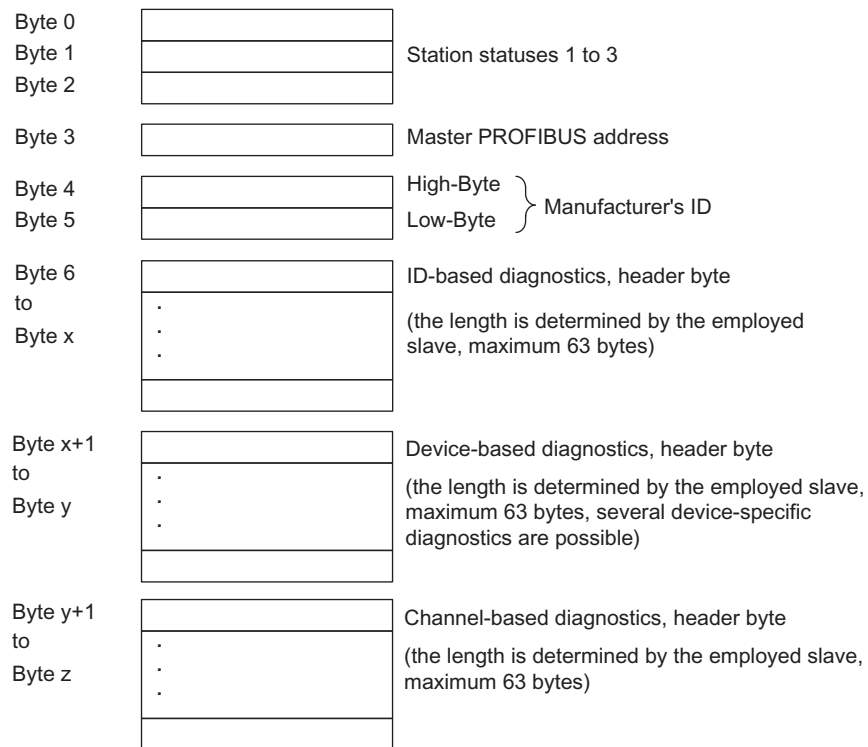 Byte 0
Byte 1
Station statuses 1 to 3
Byte 2
Byte 3
Master PROFIBUS address
Byte 4
High-Byte
Manufacturer's ID
Byte 5
Low-Byte
Byte 6
ID-based diagnostics, header byte
to
Byte x
(the length is determined by the employed
slave, maximum 63 bytes)
Byte x+1
Device-based diagnostics, header byte
to
Byte y
(the length is determined by the employed slave,
maximum 63 bytes, several device-specific
diagnostics are possible)
Byte y+1
Channel-based diagnostics, header byte
to
Byte z
(the length is determined by the employed slave,
maximum 63 bytes)